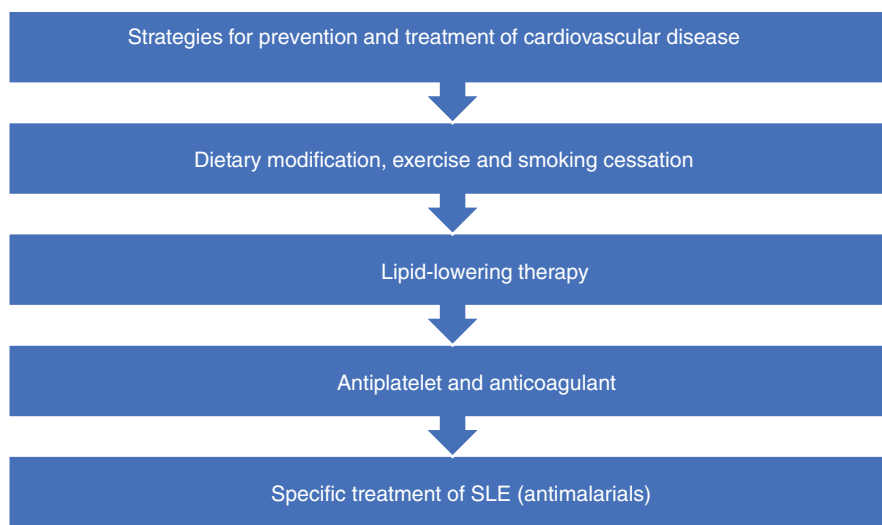 Strategies for prevention and treatment of cardiovascular disease
Dietary modification, exercise and smoking cessation
Lipid-lowering therapy
Antiplatelet and anticoagulant
Specific treatment of SLE (antimalarials)